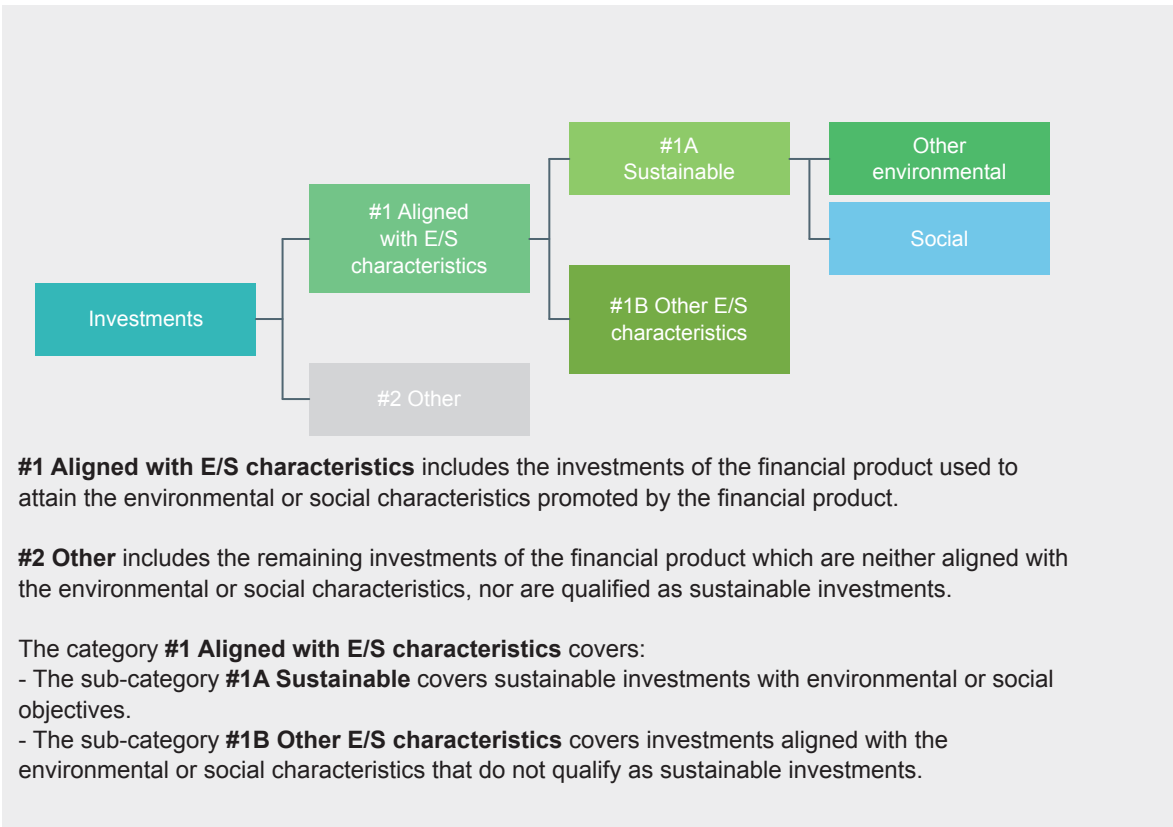 #1A
Sustainable
Other
environmental
#1 Aligned
with E/S
characteristics
Social
Investments
#1B Other E/S
characteristics
#2 Other
#1 Aligned with E/S characteristics includes the investments of the financial product used to
attain the environmental or social characteristics promoted by the financial product.
#2 Other includes the remaining investments of the financial product which are neither aligned with
the environmental or social characteristics, nor are qualified as sustainable investments.
The category #1 Aligned with E/S characteristics covers:
- The sub-category #1A Sustainable covers sustainable investments with environmental or social
objectives.
- The sub-category #1B Other E/S characteristics covers investments aligned with the
environmental or social characteristics that do not qualify as sustainable investments.